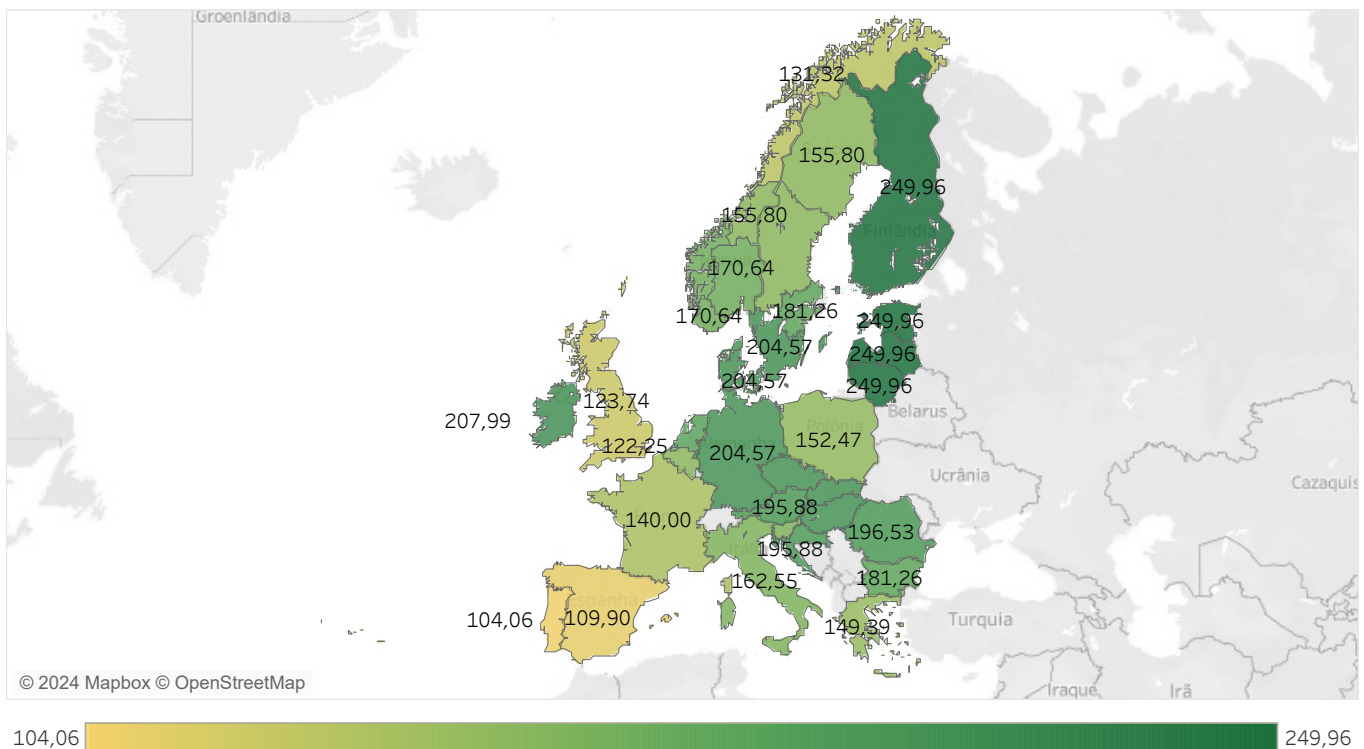 Groenlândia
131,32
155,80
249,96
155,80
Finlândia
170,64
170,64
181,26
249,96
204,57
249,96
204,57
249,96
Belarus
123,74
207,99
Polônia
152,47
122,25
204,57
Ucrânia
Cazaquis
195,88
140,00
196,53
195,88
162,55
181,26
Espanha
104,06
109,90
149,39
Turquia
© 2024 Mapbox © OpenStreetMap
Iraque
Irã
104,06
249,96